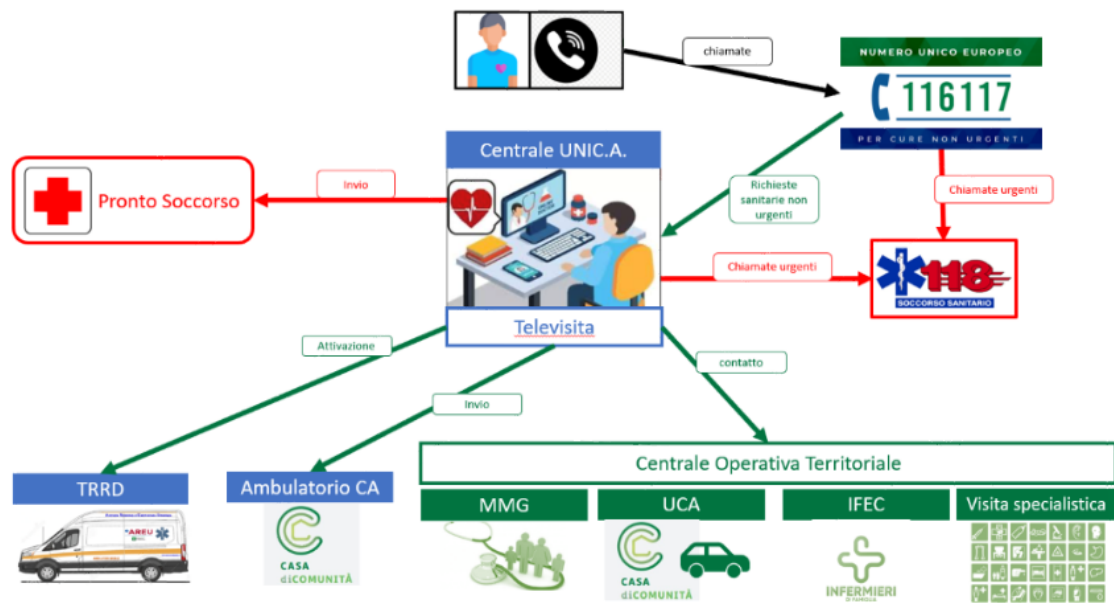 chiamate
NUMERO UNICO EUROPEO
116117
PER CURE NON URGENTI
Centrale UNIC.A.
Pronto Soccorso
Invio
Richieste
sanitarie non
urgenti
Chiamate urgenti
Chiamate urgenti
118
SOCCORSO SANITARIO
Televisita
Attivazione
Invio
contatto
Centrale Operativa Territoriale
TRRD
Ambulatorio CA
MMG
UCA
IFEC
Visita specialistica
AREU
CASA
diCOMUNITÀ
CASA
diCOMUNITÀ
INFERMIERI
DI FAMIGLIA